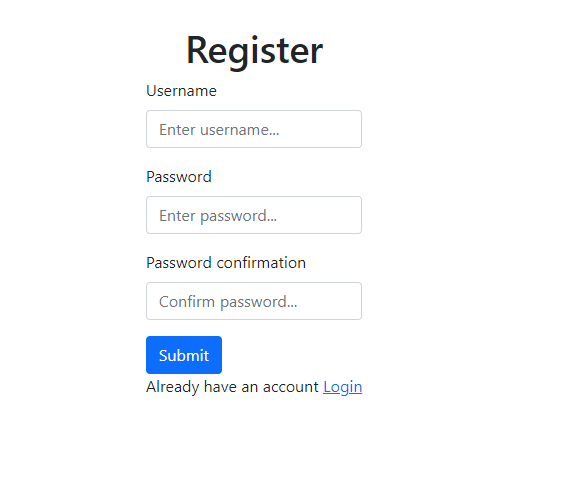 Register
Username
Enter username...
Password
Enter password...
Password confirmation
Confirm password...
Submit
Already have an account Login